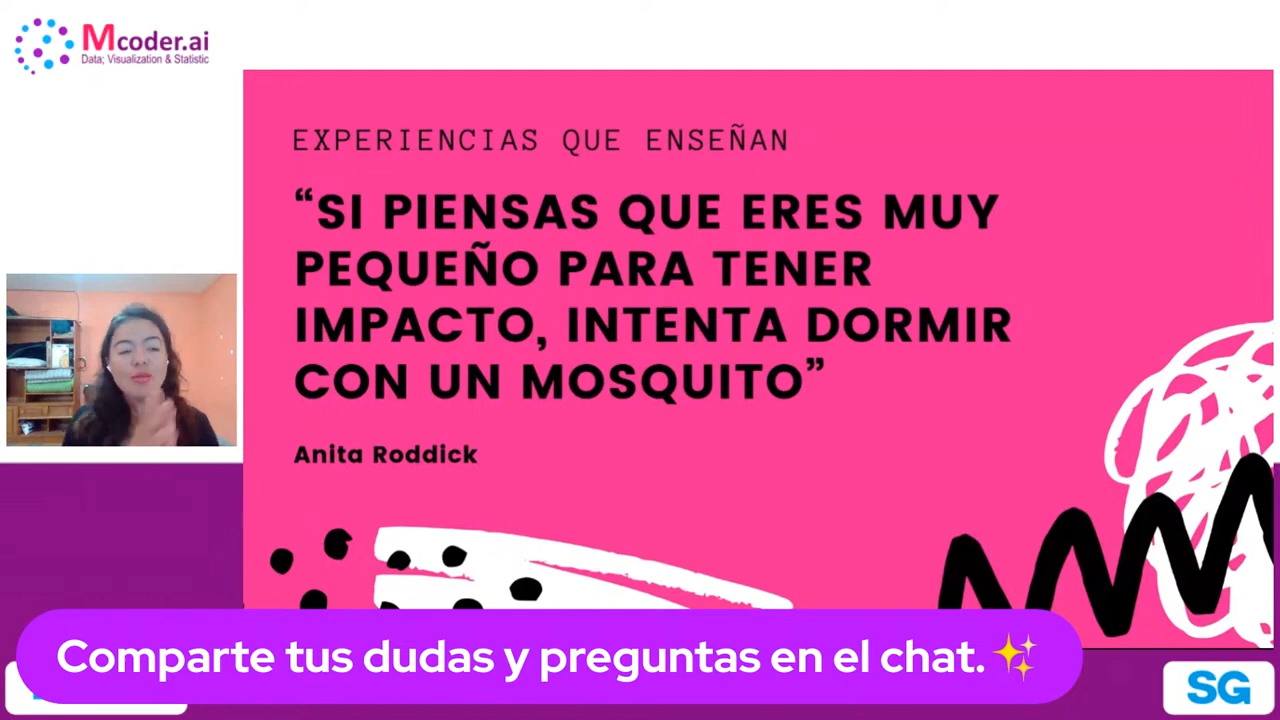 Mcoder.ai
Data; Visualization & Statistic
EXPERIENCIAS QUE ENSEÑAN
“SI PIENSAS QUE ERES MUY
PEQUEÑO PARA TENER
IMPACTO, INTENTA DORMIR
CON UN MOSQUITO”
Anita Roddick
Comparte tus dudas y preguntas en el chat.✨
SG